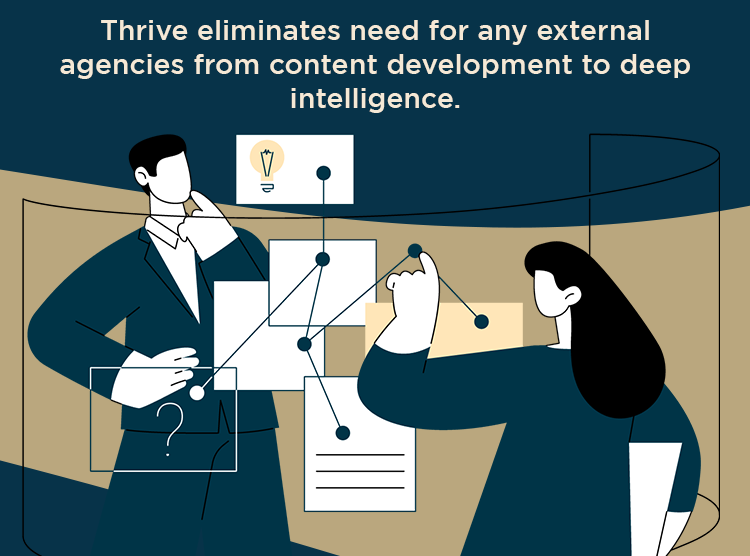 Thrive eliminates need for any external
agencies from content development to deep
intelligence.
?